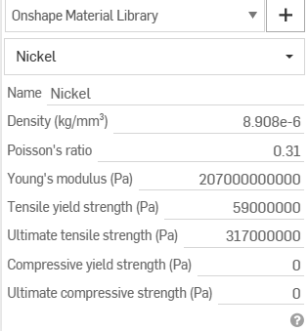 Onshape Material Library
Nickel
Name Nickel
Density (kg/mm³) 8.908e-6
Poisson's ratio 0.31
Young's modulus (Pa) 207000000000
Tensile yield strength (Pa) 59000000
Ultimate tensile strength (Pa) 317000000
Compressive yield strength (Pa) 0
Ultimate compressive strength (Pa) 0